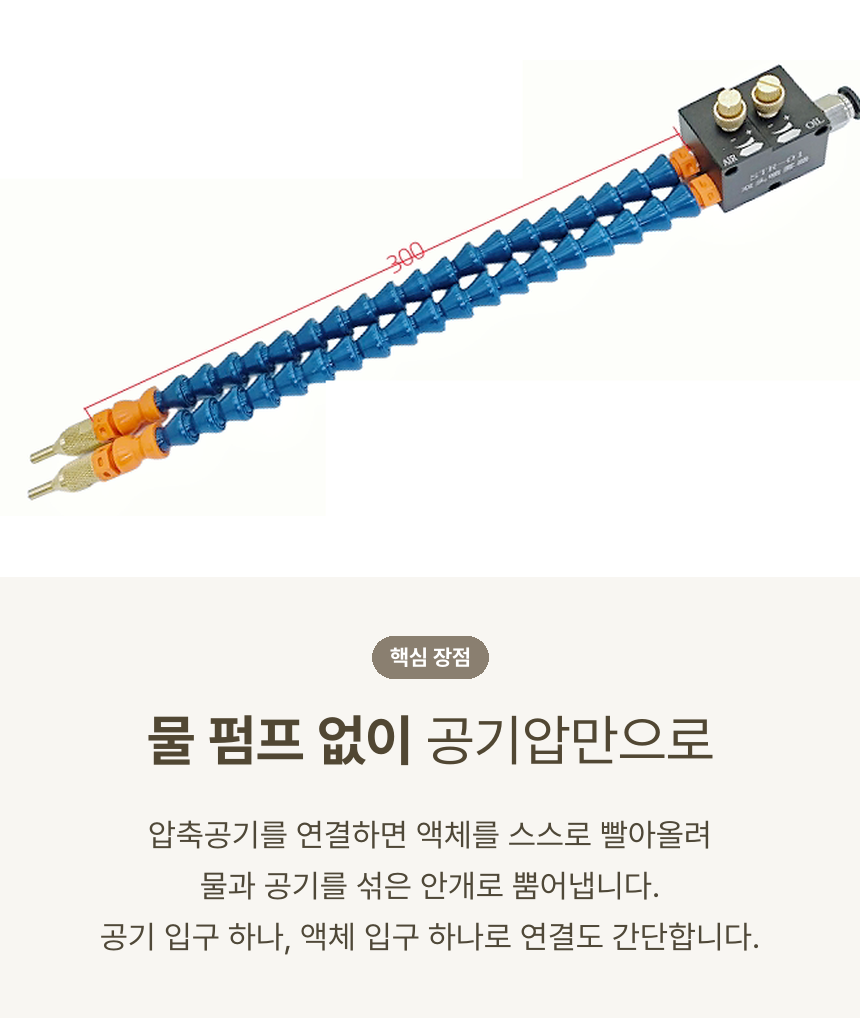 300
AIR
- +
- +
OIL
핵심 장점
물 펌프 없이 공기압만으로
압축공기를 연결하면 액체를 스스로 빨아올려
물과 공기를 섞은 안개로 뿜어냅니다.
공기 입구 하나, 액체 입구 하나로 연결도 간단합니다.